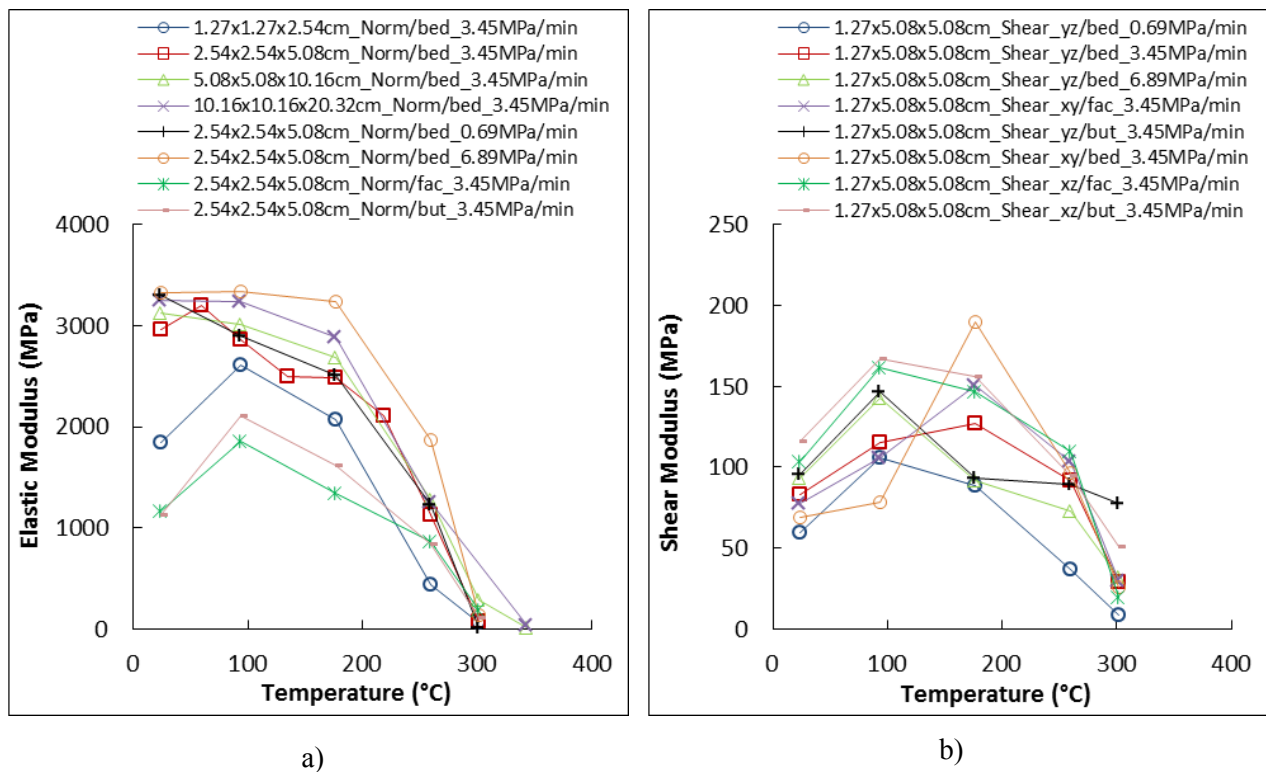 1.27x1.27x2.54cm_Norm/bed_3.45MPa/min
2.54x2.54x5.08cm_Norm/bed_3.45MPa/min
5.08x5.08x10.16cm_Norm/bed_3.45MPa/min
10.16x10.16x20.32cm_Norm/bed_3.45MPa/min
2.54x2.54x5.08cm_Norm/bed_0.69MPa/min
2.54x2.54x5.08cm_Norm/bed_6.89MPa/min
2.54x2.54x5.08cm_Norm/fac_3.45MPa/min
2.54x2.54x5.08cm_Norm/but_3.45MPa/min
4000
3000
2000
1000
0
Elastic Modulus (MPa)
0 100 200 300 400
Temperature (°C)
a)
1.27x5.08x5.08cm_Shear_yz/bed_0.69MPa/min
1.27x5.08x5.08cm_Shear_yz/bed_3.45MPa/min
1.27x5.08x5.08cm_Shear_yz/bed_6.89MPa/min
1.27x5.08x5.08cm_Shear_xy/fac_3.45MPa/min
1.27x5.08x5.08cm_Shear_yz/but_3.45MPa/min
1.27x5.08x5.08cm_Shear_xy/bed_3.45MPa/min
1.27x5.08x5.08cm_Shear_xz/fac_3.45MPa/min
1.27x5.08x5.08cm_Shear_xz/but_3.45MPa/min
250
200
150
100
50
0
Shear Modulus (MPa)
0 100 200 300 400
Temperature (°C)
b)